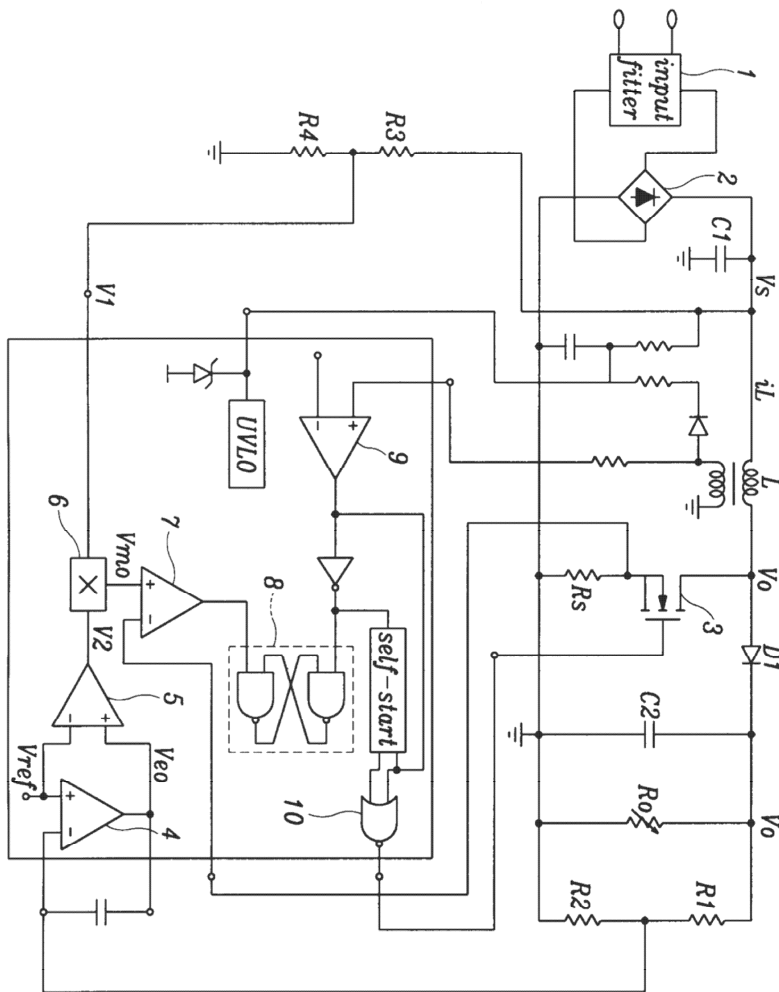 1
input
fitter
2
C1
Vs
iL
L
Vo
3
D1
Vo
C2
Ro
R1
R2
Rs
R3
R4
+
−
9
self-start
10
UVLO
8
7
+
−
V1
6
×
Vmo
V2
5
+
−
Veo
Vref
+
−
4